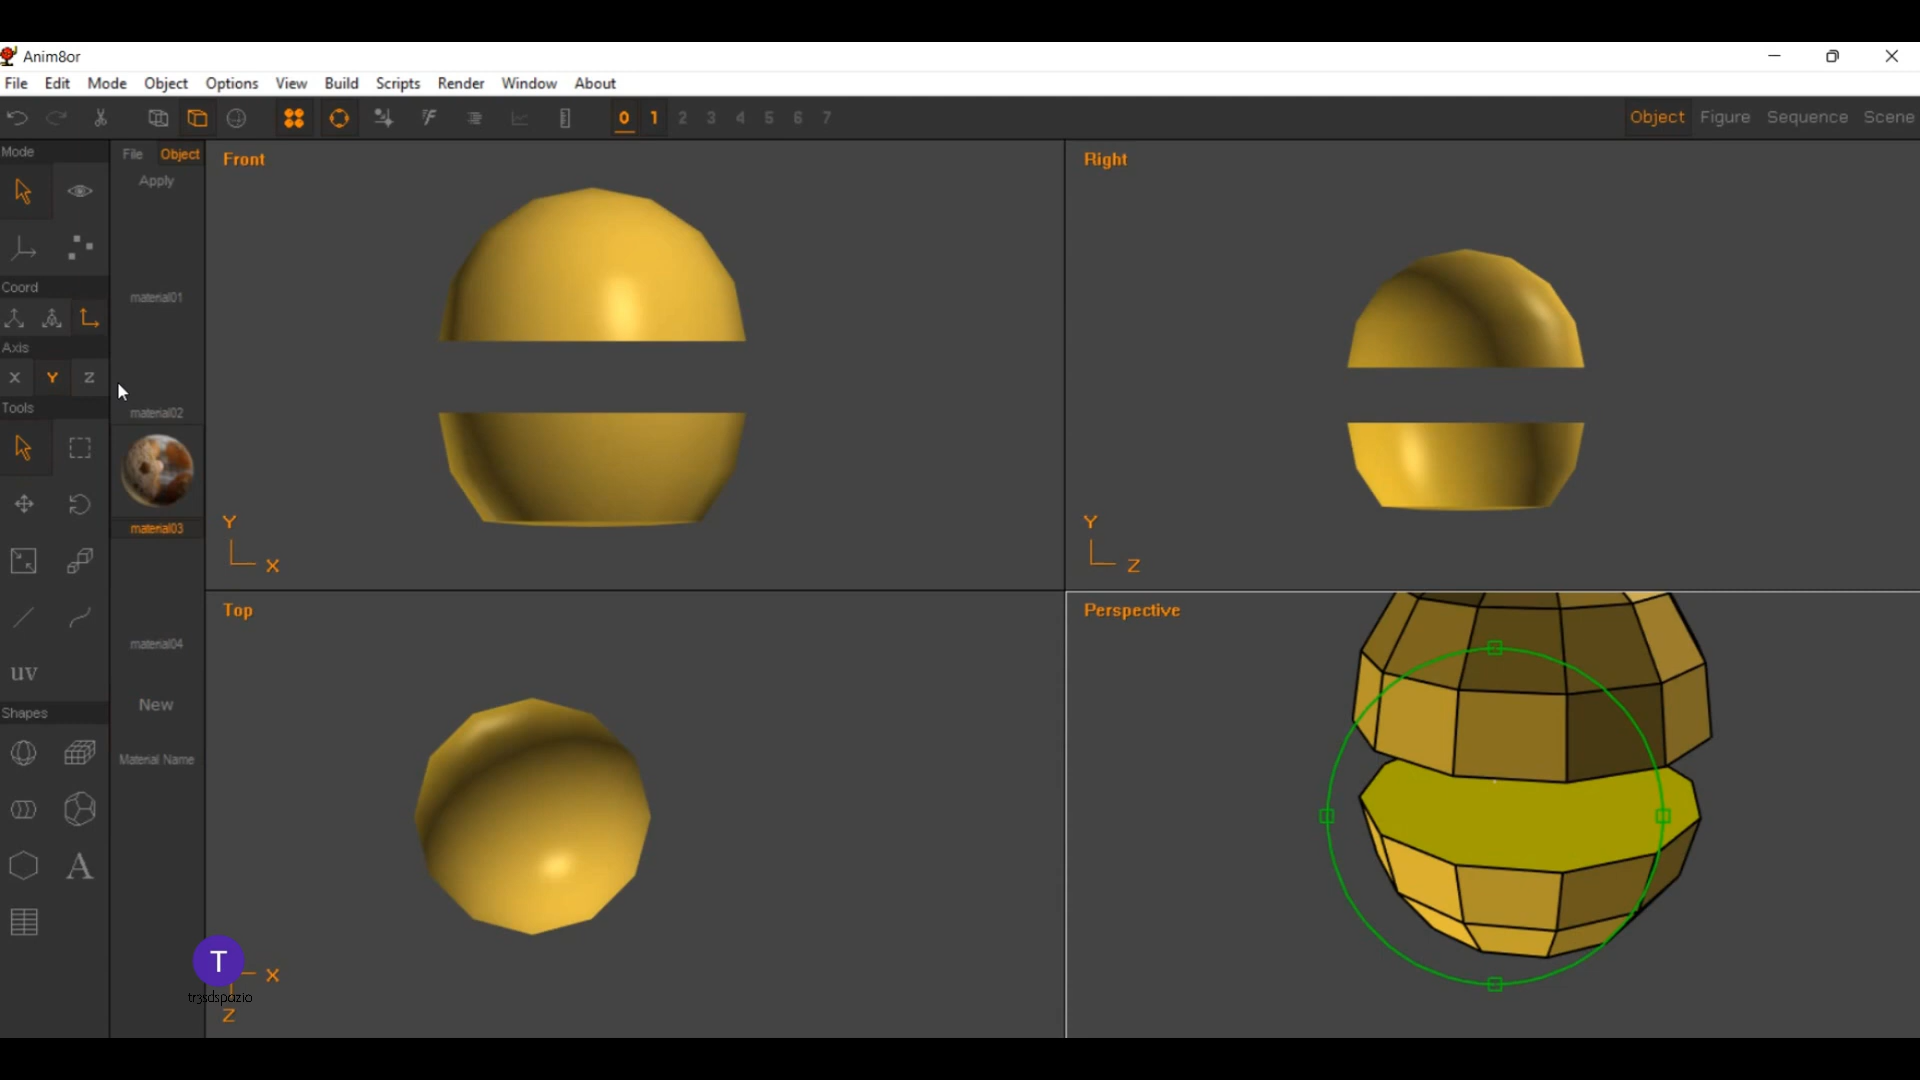 Anim8or
File Edit Mode Object Options View Build Scripts Render Window About
0 1 2 3 4 5 6 7
Object Figure Sequence Scene
Mode
File Object
Apply
Coord
Axis
X Y Z
Tools
uv
Shapes
A
material01
material02
material03
material04
New
Material Name
Front
Y
X
Right
Y
Z
Top
X
Z
T
tr3sdspazio
Perspective